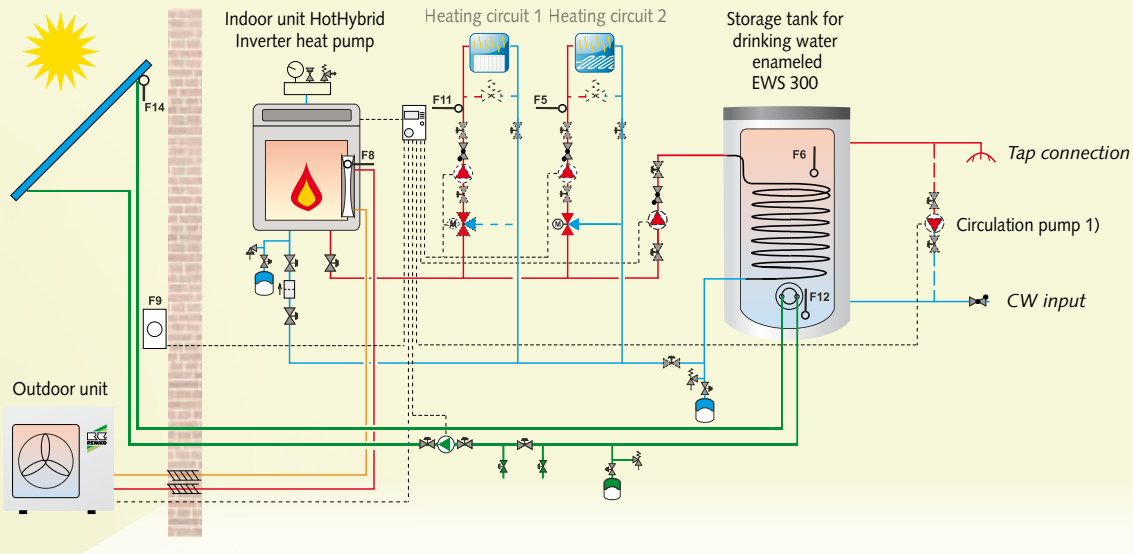 Indoor unit HotHybrid
Inverter heat pump
Heating circuit 1
Heating circuit 2
Storage tank for
drinking water
enameled
EWS 300
F14
F11
F5
F8
F6
Tap connection
Circulation pump 1)
M
M
F12
CW input
F9
Outdoor unit
REMKO